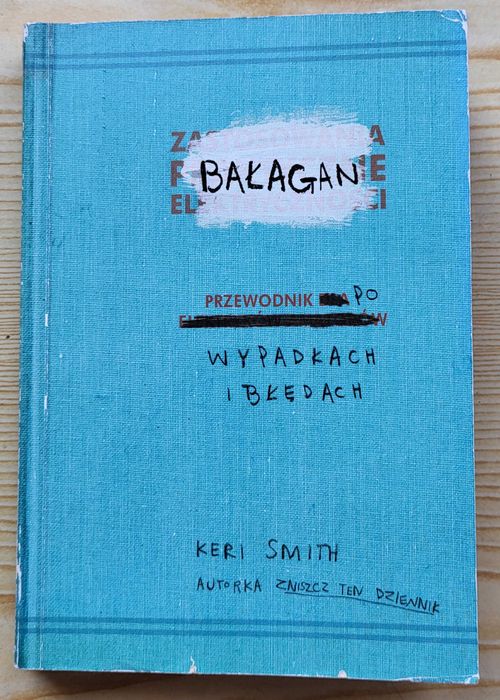 BAŁAGAN
PRZEWODNIK PO
WYPADKACH
I BŁĘDACH
KERI SMITH
AUTORKA ZNISZCZ TEN DZIENNIK